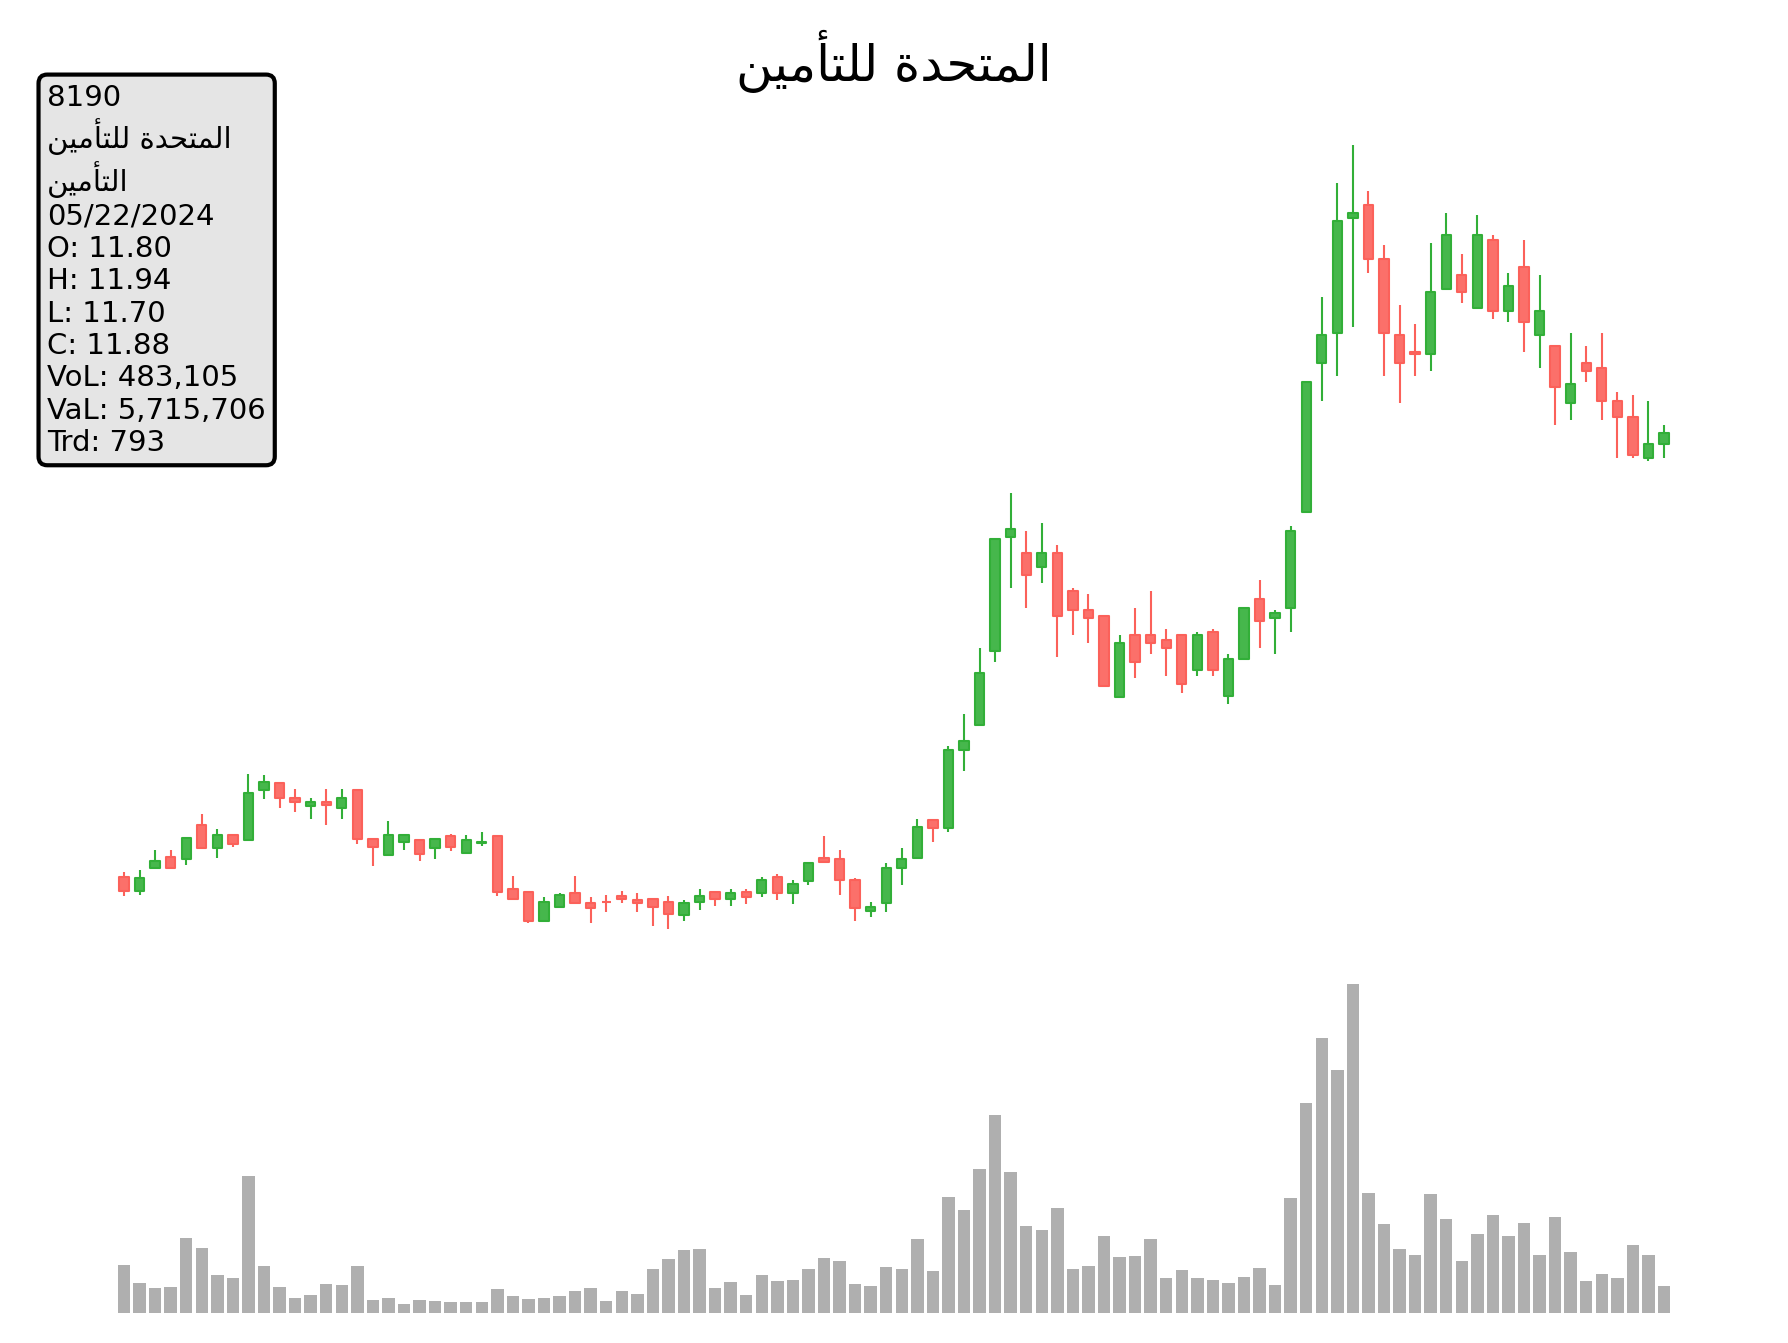 المتحدة للتأمين
8190
المتحدة للتأمين
التأمين
05/22/2024
O: 11.80
H: 11.94
L: 11.70
C: 11.88
VoL: 483,105
VaL: 5,715,706
Trd: 793